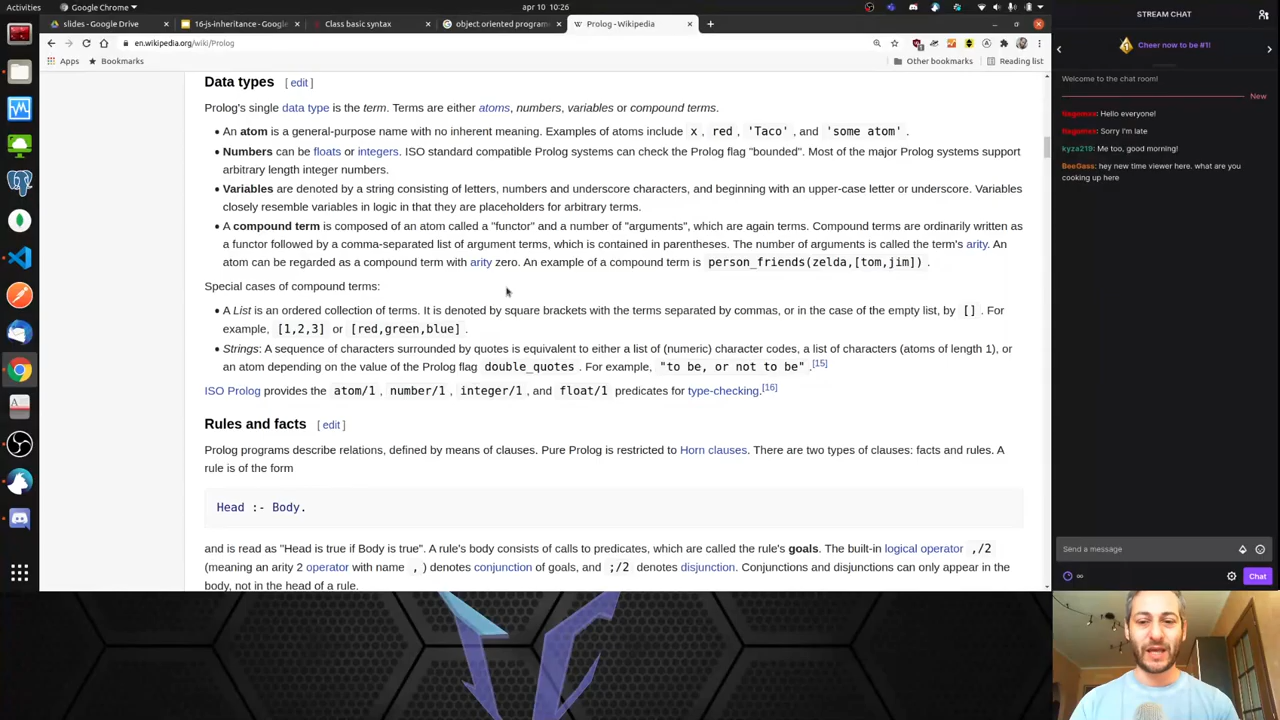 Activities
Google Chrome
apr 10 10:26
slides - Google Drive
16-js-inheritance - Google
Class basic syntax
object oriented program
Prolog - Wikipedia
en.wikipedia.org/wiki/Prolog
Apps
Bookmarks
Other bookmarks
Reading list
Data types [ edit ]
Prolog's single data type is the term. Terms are either atoms, numbers, variables or compound terms.
• An atom is a general-purpose name with no inherent meaning. Examples of atoms include x, red, 'Taco', and 'some atom'.
• Numbers can be floats or integers. ISO standard compatible Prolog systems can check the Prolog flag "bounded". Most of the major Prolog systems support
arbitrary length integer numbers.
• Variables are denoted by a string consisting of letters, numbers and underscore characters, and beginning with an upper-case letter or underscore. Variables
closely resemble variables in logic in that they are placeholders for arbitrary terms.
• A compound term is composed of an atom called a "functor" and a number of "arguments", which are again terms. Compound terms are ordinarily written as
a functor followed by a comma-separated list of argument terms, which is contained in parentheses. The number of arguments is called the term's arity. An
atom can be regarded as a compound term with arity zero. An example of a compound term is person_friends(zelda,[tom,jim]).
Special cases of compound terms:
• A List is an ordered collection of terms. It is denoted by square brackets with the terms separated by commas, or in the case of the empty list, by []. For
example, [1,2,3] or [red,green,blue].
• Strings: A sequence of characters surrounded by quotes is equivalent to either a list of (numeric) character codes, a list of characters (atoms of length 1), or
an atom depending on the value of the Prolog flag double_quotes. For example, "to be, or not to be".[15]
ISO Prolog provides the atom/1, number/1, integer/1, and float/1 predicates for type-checking.[16]
Rules and facts [ edit ]
Prolog programs describe relations, defined by means of clauses. Pure Prolog is restricted to Horn clauses. There are two types of clauses: facts and rules. A
rule is of the form
Head :- Body.
and is read as "Head is true if Body is true". A rule's body consists of calls to predicates, which are called the rule's goals. The built-in logical operator ,/2
(meaning an arity 2 operator with name ,) denotes conjunction of goals, and ;/2 denotes disjunction. Conjunctions and disjunctions can only appear in the
body, not in the head of a rule.
STREAM CHAT
Cheer now to be #1!
Welcome to the chat room!
New
Hello everyone!
Sorry I'm late
kyza219: Me too, good morning!
BeeGass: hey new time viewer here. what are you
cooking up here
Send a message
Chat